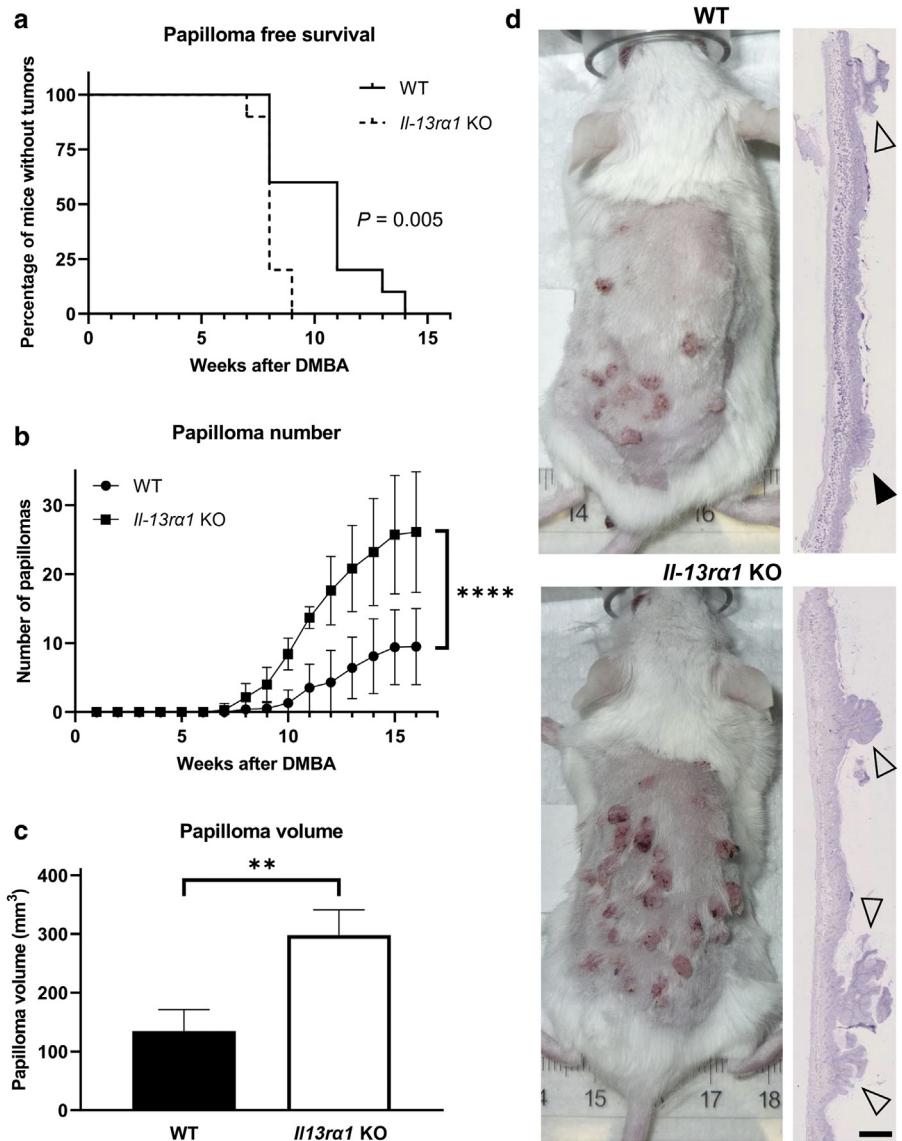 a
Papilloma free survival
Percentage of mice without tumors
100
75
50
25
0
0
5
10
15
WT
Il-13rα1 KO
P = 0.005
Weeks after DMBA
b
Papilloma number
Number of papillomas
30
20
10
0
0
5
10
15
WT
Il-13rα1 KO
****
Weeks after DMBA
c
Papilloma volume
Papilloma volume (mm³)
400
300
200
100
0
**
WT
Il13rα1 KO
d
WT
14
16
Il-13rα1 KO
15
17
18